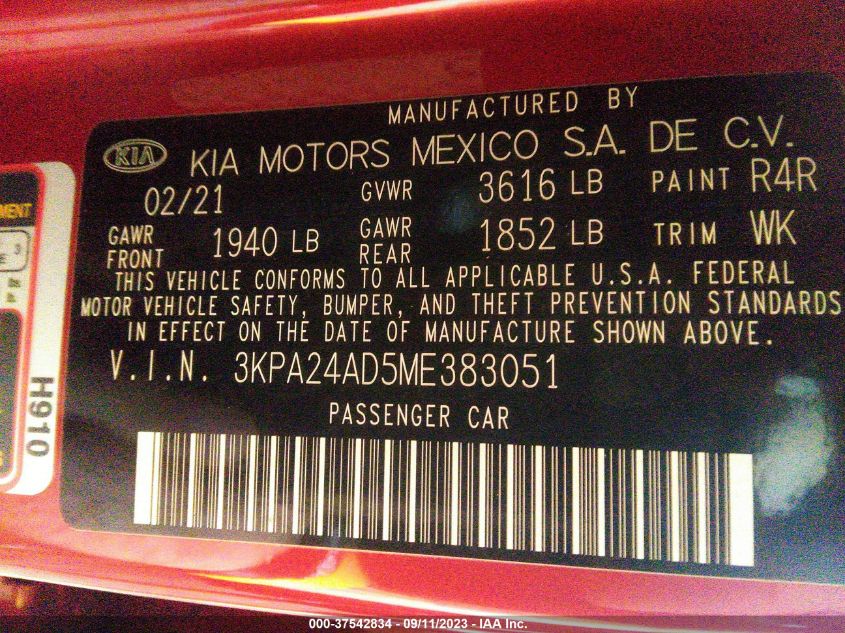 MANUFACTURED BY
KIA KIA MOTORS MEXICO S.A. DE C.V.
02/21 GVWR 3616 LB PAINT R4R
GAWR FRONT 1940 LB GAWR REAR 1852 LB TRIM WK
THIS VEHICLE CONFORMS TO ALL APPLICABLE U.S.A. FEDERAL
MOTOR VEHICLE SAFETY, BUMPER, AND THEFT PREVENTION STANDARDS
IN EFFECT ON THE DATE OF MANUFACTURE SHOWN ABOVE.
V.I.N. 3KPA24AD5ME383051
PASSENGER CAR
H910
000-37542834 - 09/11/2023 - IAA Inc.